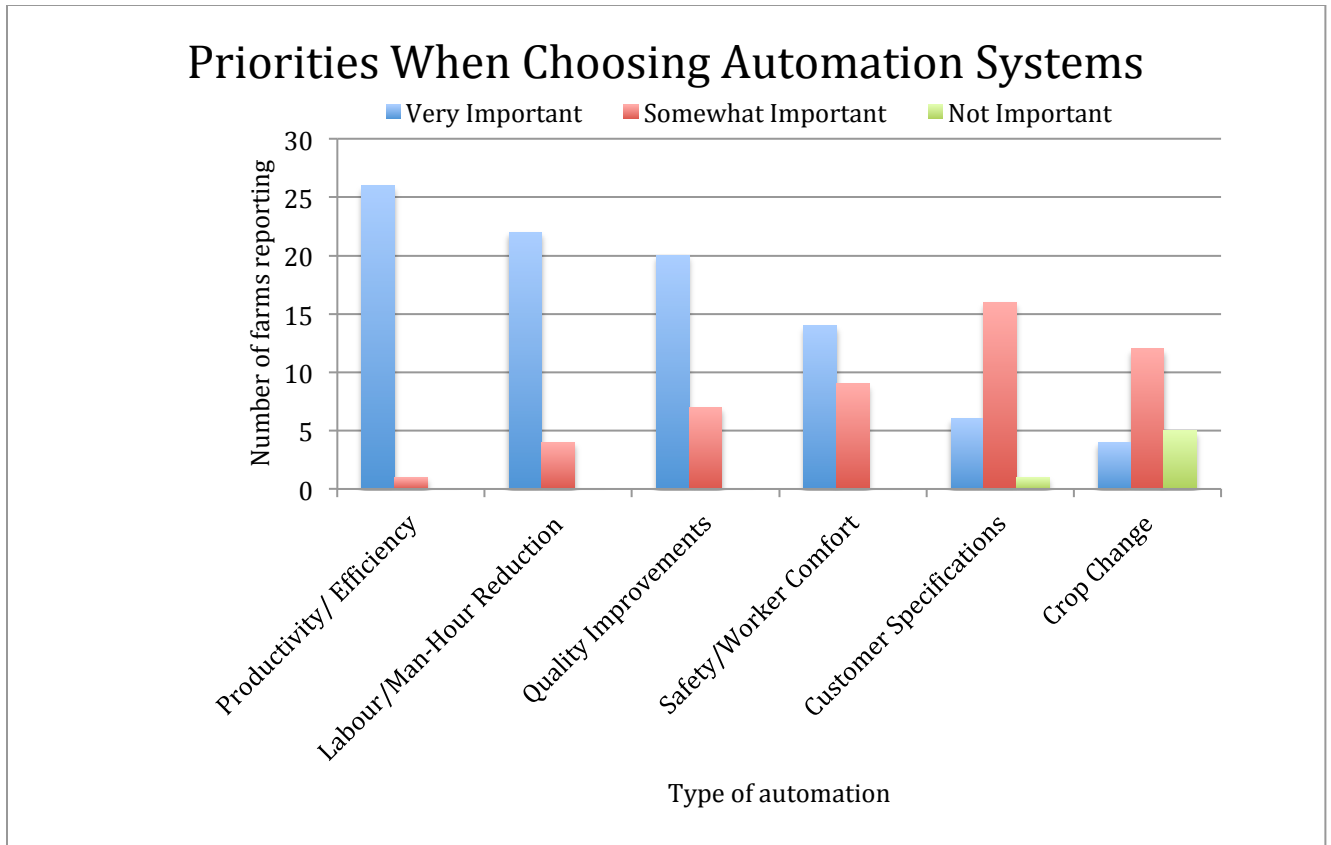 Priorities When Choosing Automation Systems
Very Important Somewhat Important Not Important
Number of farms reporting
30
25
20
15
10
5
0
Productivity/ Efficiency
Labour/Man-Hour Reduction
Quality Improvements
Safety/Worker Comfort
Customer Specifications
Crop Change
Type of automation